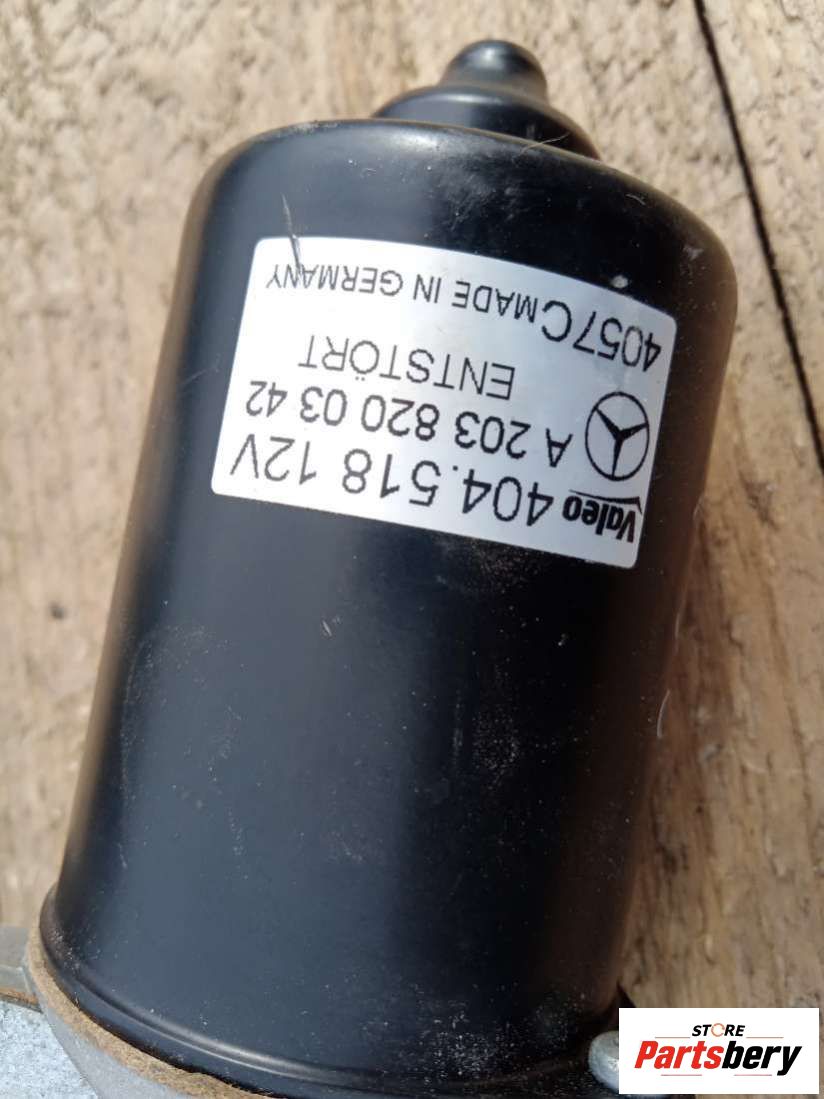 Valeo 404.518 12V
A 203 820 03 42
ENTSTÖRT
4057C MADE IN GERMANY
STORE
Partsbery